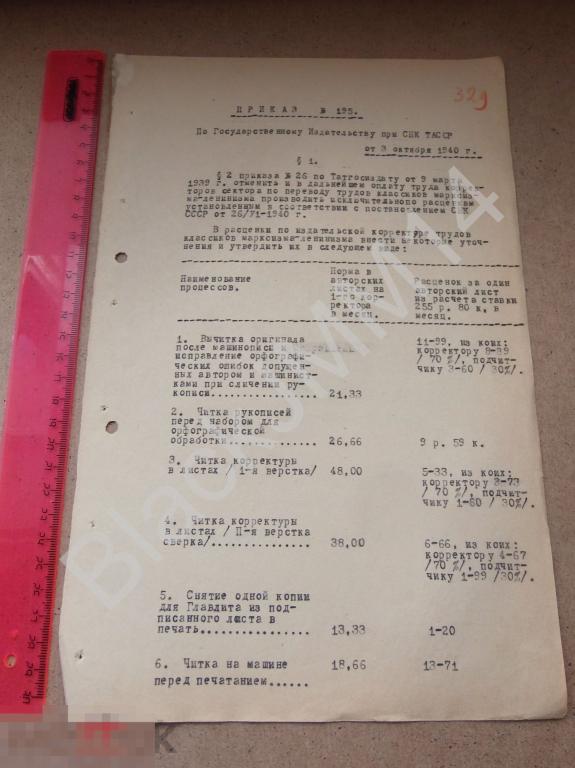 329
ПРИКАЗ № 195.
По Государственному Издательству при СНК ТАССР
от 3 октября 1940 г.
§ 1.
§ 2 приказа № 26 по Татгосиздату от 9 марта
1939 г. отменить и в дальнейшем оплату труда коррек-
торов сектора по переводу трудов классиков марксиз-
ма-ленинизма производить исключительно расценкам
установленным в соответствии с постановлением СНК
СССР от 26/У1-1940 г.
В расценки по издательской корректуре трудов
классиков марксизма-ленинизма внести некоторые уточ-
нения и утвердить их в следующем виде:
Наименование процессов.
Норма в авторских листах на 1-го кор-ректора в месяц.
Расценок за один авторский лист из расчета ставки 255 р. 80 к. в месяц.
1. Вычитка оригинала
после машинописи и
исправление орфографи-
ческих ошибок допущен-
ных автором и машинист-
ками при сличении ру-
кописи.................. 21,33
11-99, из коих:
корректору 8-39
/ 70 %/, подчит-
чику 3-60 / 30%/.
2. Читка рукописей
перед набором для
орфографической
обработки.............. 26,66 9 р. 59 к.
3. Читка корректуры
в листах / 1-я верстка/ 48,00
5-33, из коих:
корректору 3-73
/ 70 %/, подчит-
чику 1-60 / 30%/.
4. Читка корректуры
в листах / П-я верстка
сверка/............... 38,00
6-66, из коих:
корректору 4-67
/70 %/, подчит-
чику 1-99 /30%/.
5. Снятие одной копии
для Главлита из под-
писанного листа в
печать................ 13,33 1-20
6. Читка на машине 18,66 13-71
перед печатанием......